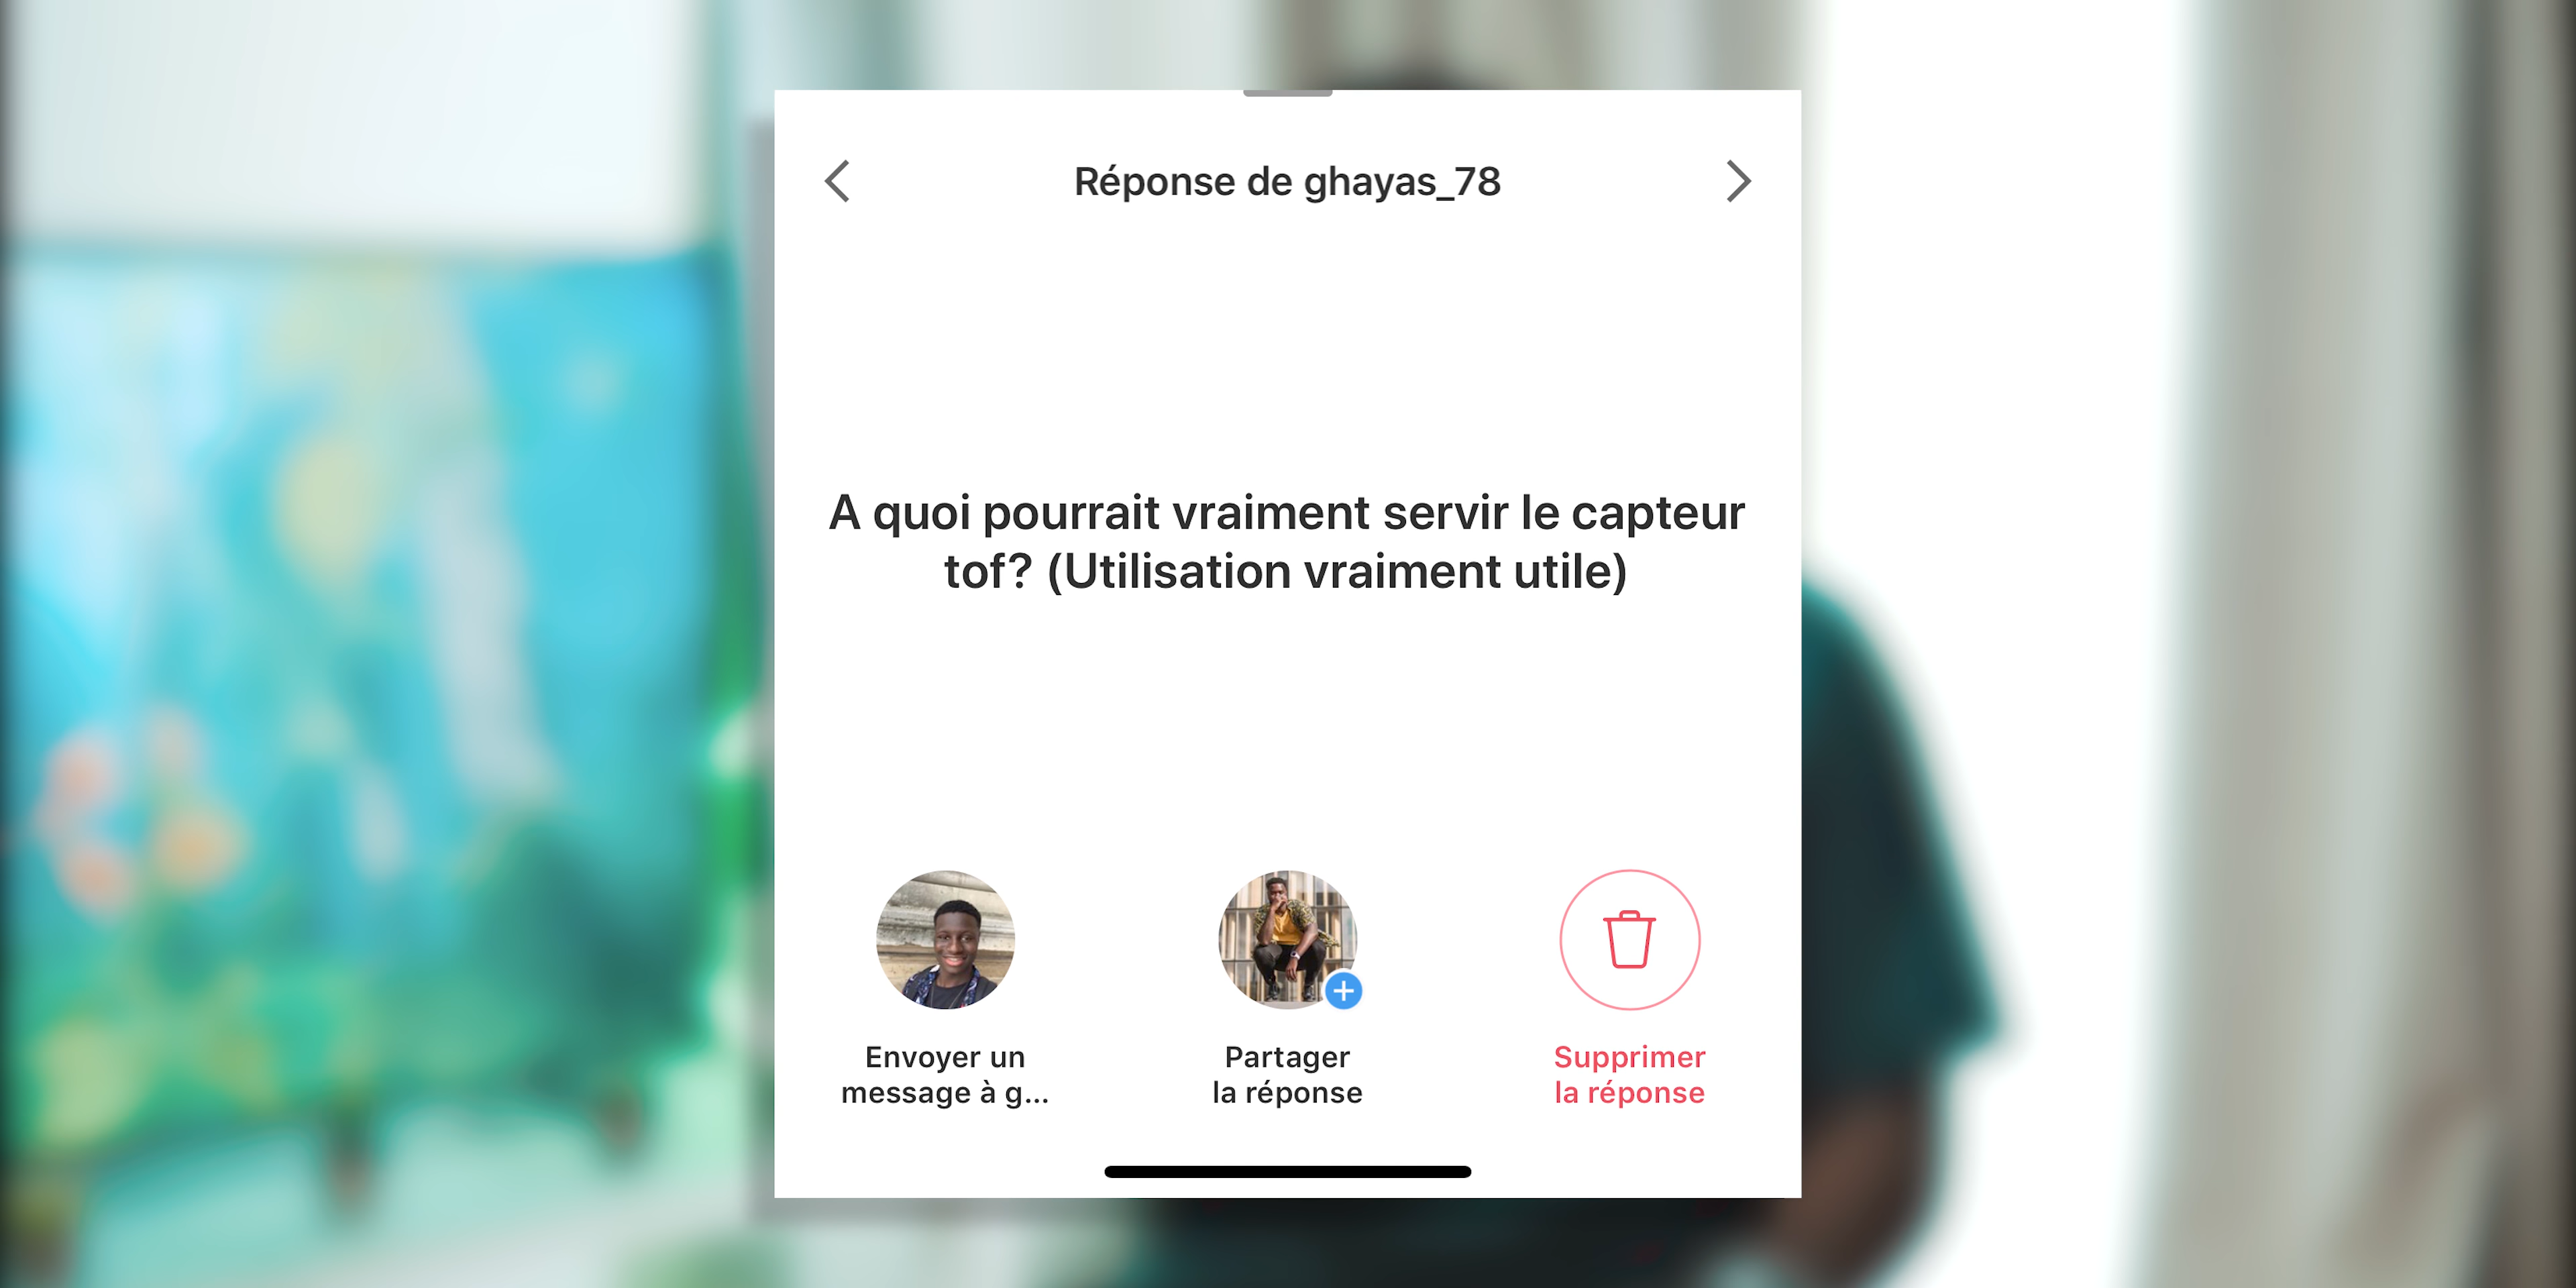 Réponse de ghayas_78
A quoi pourrait vraiment servir le capteur
tof? (Utilisation vraiment utile)
Envoyer un
message à g...
Partager
la réponse
Supprimer
la réponse